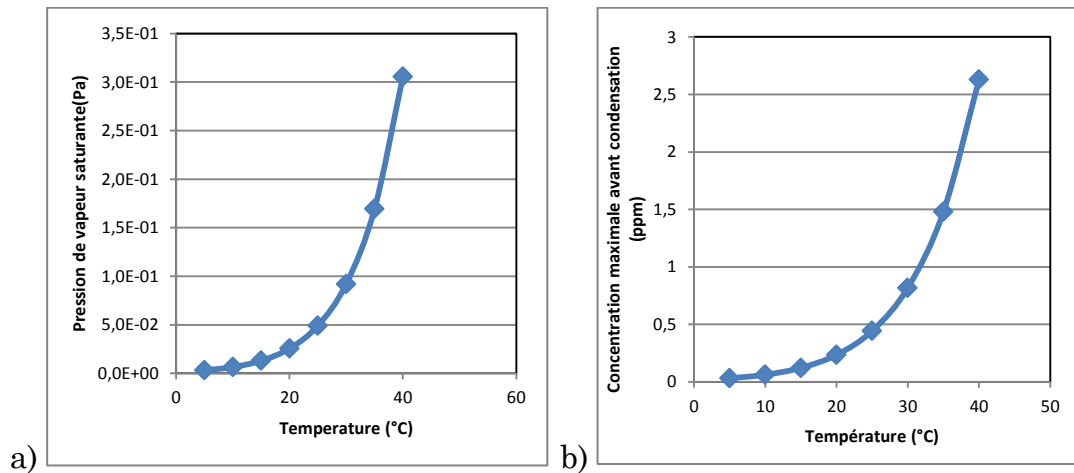 3,5E-01
3,0E-01
2,5E-01
2,0E-01
1,5E-01
1,0E-01
5,0E-02
0,0E+00
0 20 40 60
Pression de vapeur saturante(Pa)
Temperature (°C)
a)
3
2,5
2
1,5
1
0,5
0
0 10 20 30 40 50
Concentration maximale avant condensation
(ppm)
Température (°C)
b)